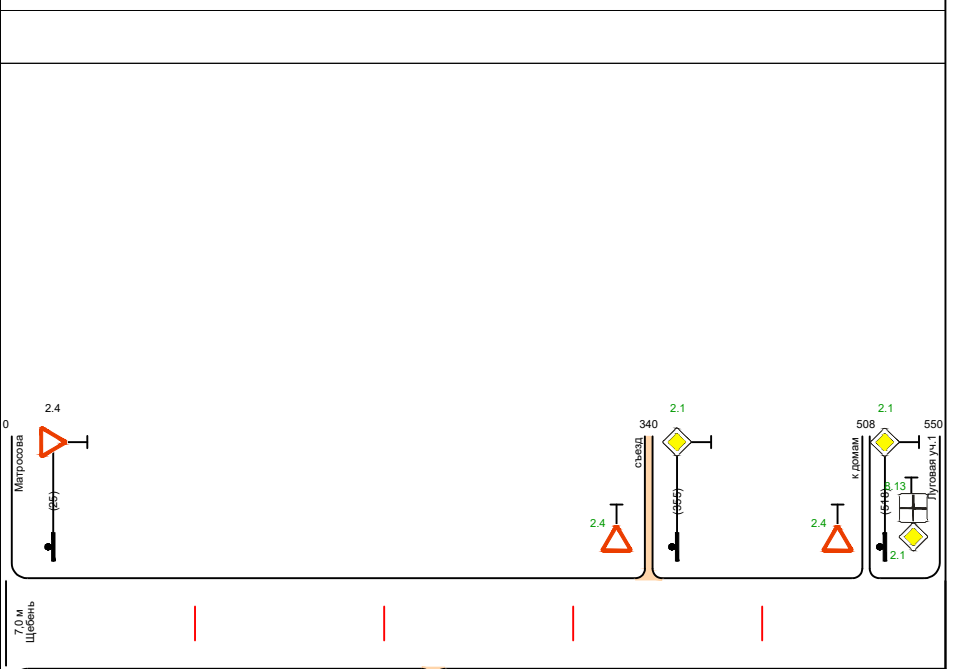 2.4
2.1
2.1
0
340
508
550
Матросова
съезд
к домам
Луговая уч.1
(25)
(355)
(518)
8.13
2.4
2.4
2.1
7,0 м
Щебень